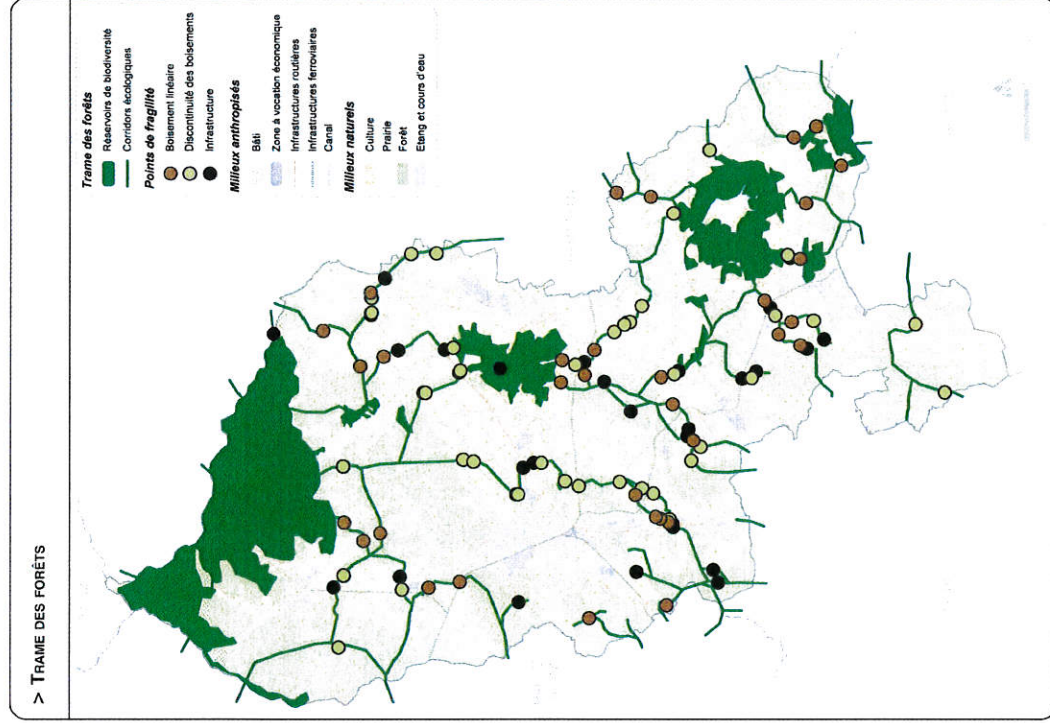 > TRAME DES FORÊTS
Trame des forêts
Réservoirs de biodiversité
Corridors écologiques
Points de fragilité
Boisement linéaire
Discontinuité des boisements
Infrastructure
Milieux anthropisés
Bâti
Zone à vocation économique
Infrastructures routières
Infrastructures ferroviaires
Canal
Milieux naturels
Culture
Prairie
Forêt
Etang et cours d'eau